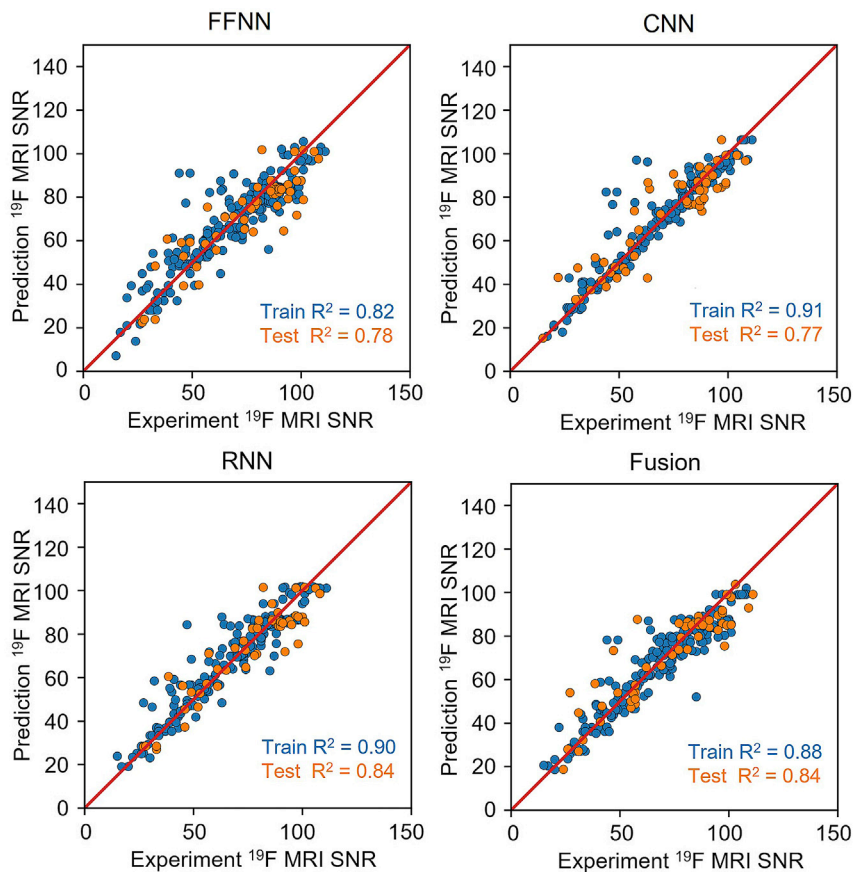 FFNN
140
120
100
80
60
40
20
0
0 50 100 150
Prediction ¹⁹F MRI SNR
Experiment ¹⁹F MRI SNR
Train R² = 0.82
Test R² = 0.78
CNN
140
120
100
80
60
40
20
0
0 50 100 150
Prediction ¹⁹F MRI SNR
Experiment ¹⁹F MRI SNR
Train R² = 0.91
Test R² = 0.77
RNN
140
120
100
80
60
40
20
0
0 50 100 150
Prediction ¹⁹F MRI SNR
Experiment ¹⁹F MRI SNR
Train R² = 0.90
Test R² = 0.84
Fusion
140
120
100
80
60
40
20
0
0 50 100 150
Prediction ¹⁹F MRI SNR
Experiment ¹⁹F MRI SNR
Train R² = 0.88
Test R² = 0.84